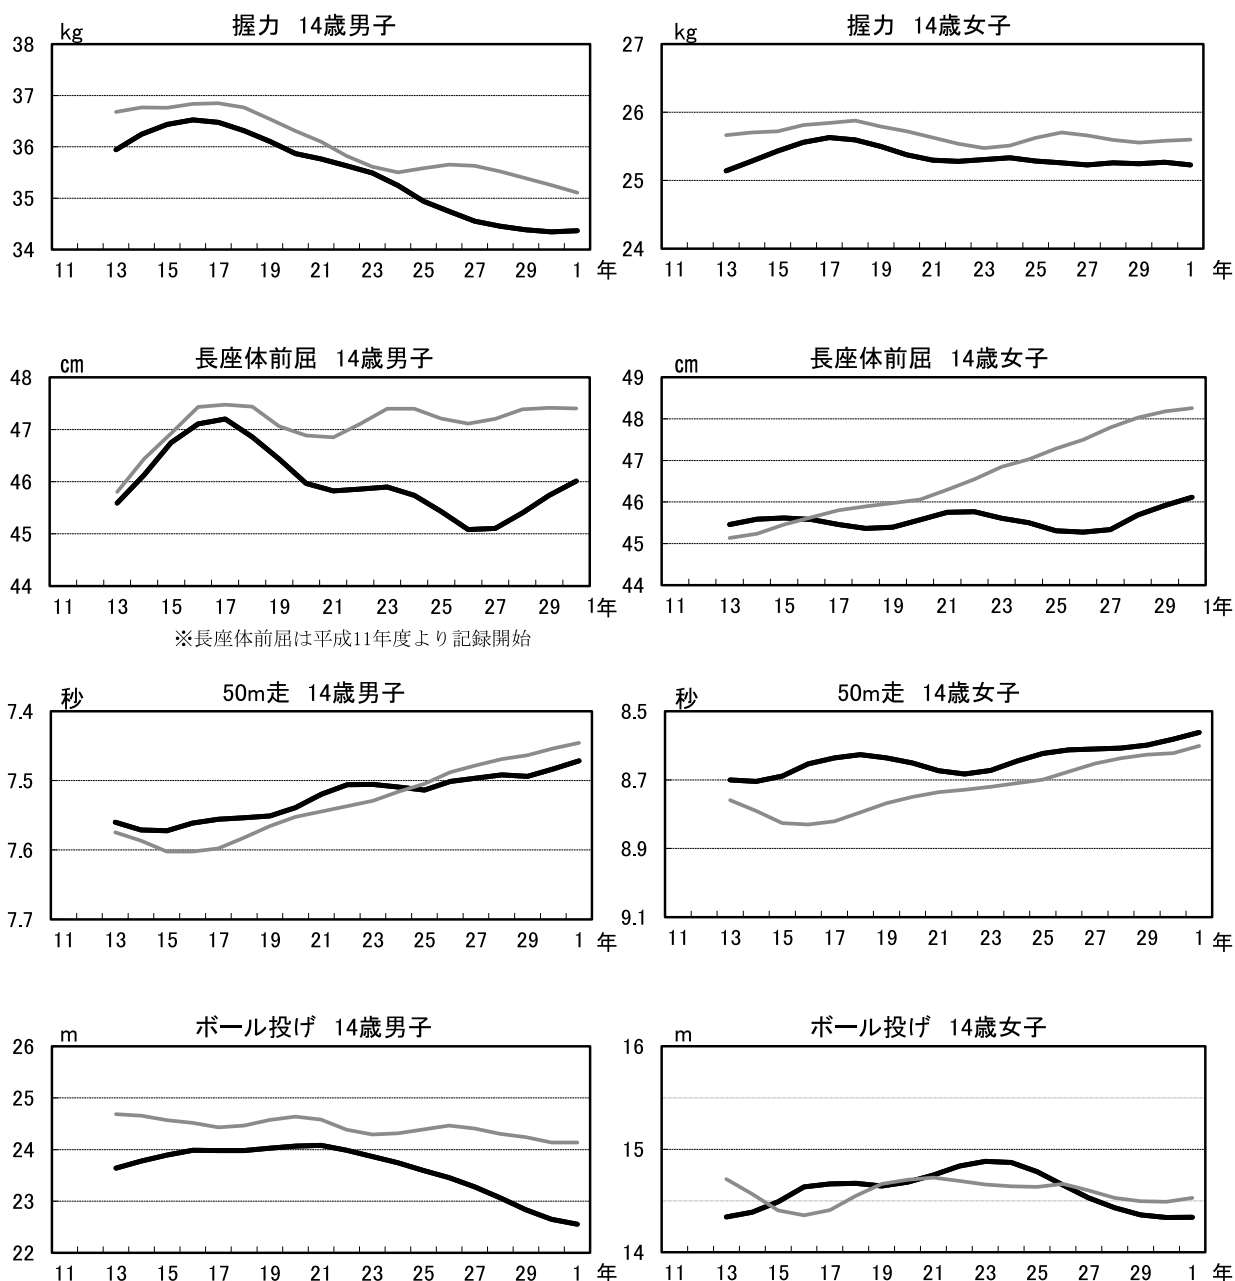 kg 握力 14歳男子
38
37
36
35
34
11 13 15 17 19 21 23 25 27 29 1 年
kg 握力 14歳女子
27
26
25
24
11 13 15 17 19 21 23 25 27 29 1 年
cm 長座体前屈 14歳男子
48
47
46
45
44
11 13 15 17 19 21 23 25 27 29 1年
※長座体前屈は平成11年度より記録開始
cm 長座体前屈 14歳女子
49
48
47
46
45
44
11 13 15 17 19 21 23 25 27 29 1年
秒 50m走 14歳男子
7.4
7.5
7.6
7.7
11 13 15 17 19 21 23 25 27 29 1 年
秒 50m走 14歳女子
8.5
8.7
8.9
9.1
11 13 15 17 19 21 23 25 27 29 1 年
m ボール投げ 14歳男子
26
25
24
23
22
11 13 15 17 19 21 23 25 27 29 1 年
m ボール投げ 14歳女子
16
15
14
11 13 15 17 19 21 23 25 27 29 1 年